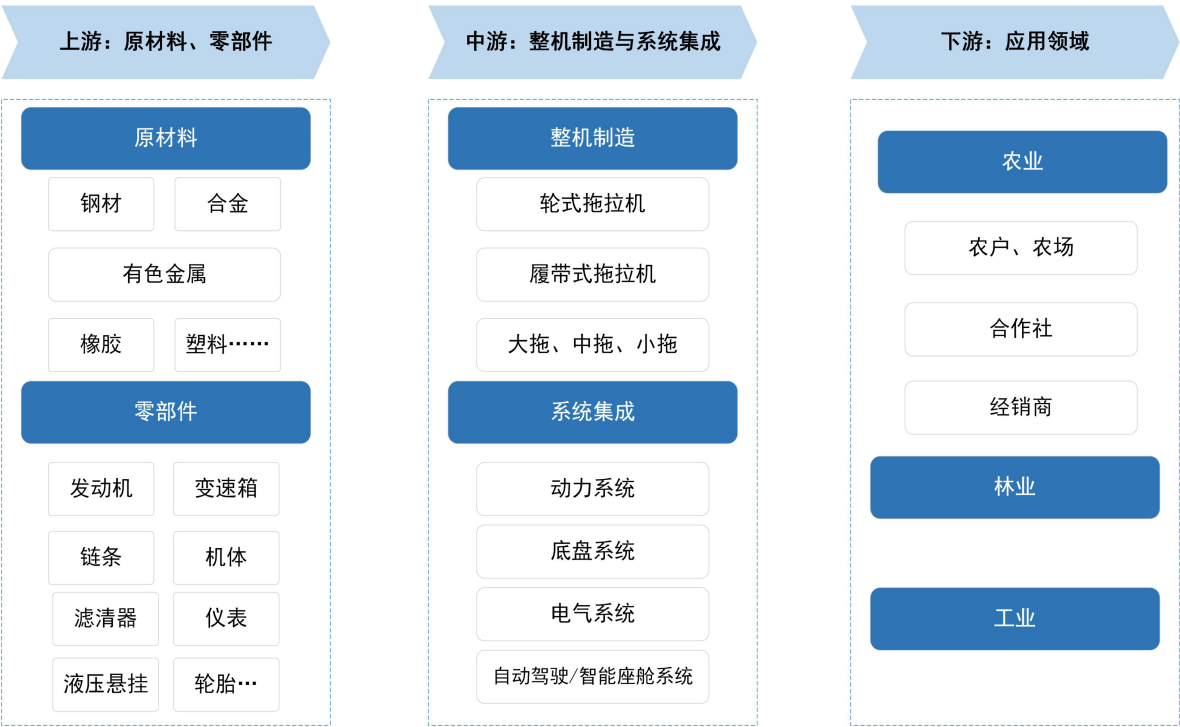 上游：原材料、零部件
原材料
钢材
合金
有色金属
橡胶
塑料……
零部件
发动机
变速箱
链条
机体
滤清器
仪表
液压悬挂
轮胎…
中游：整机制造与系统集成
整机制造
轮式拖拉机
履带式拖拉机
大拖、中拖、小拖
系统集成
动力系统
底盘系统
电气系统
自动驾驶/智能座舱系统
下游：应用领域
农业
农户、农场
合作社
经销商
林业
工业